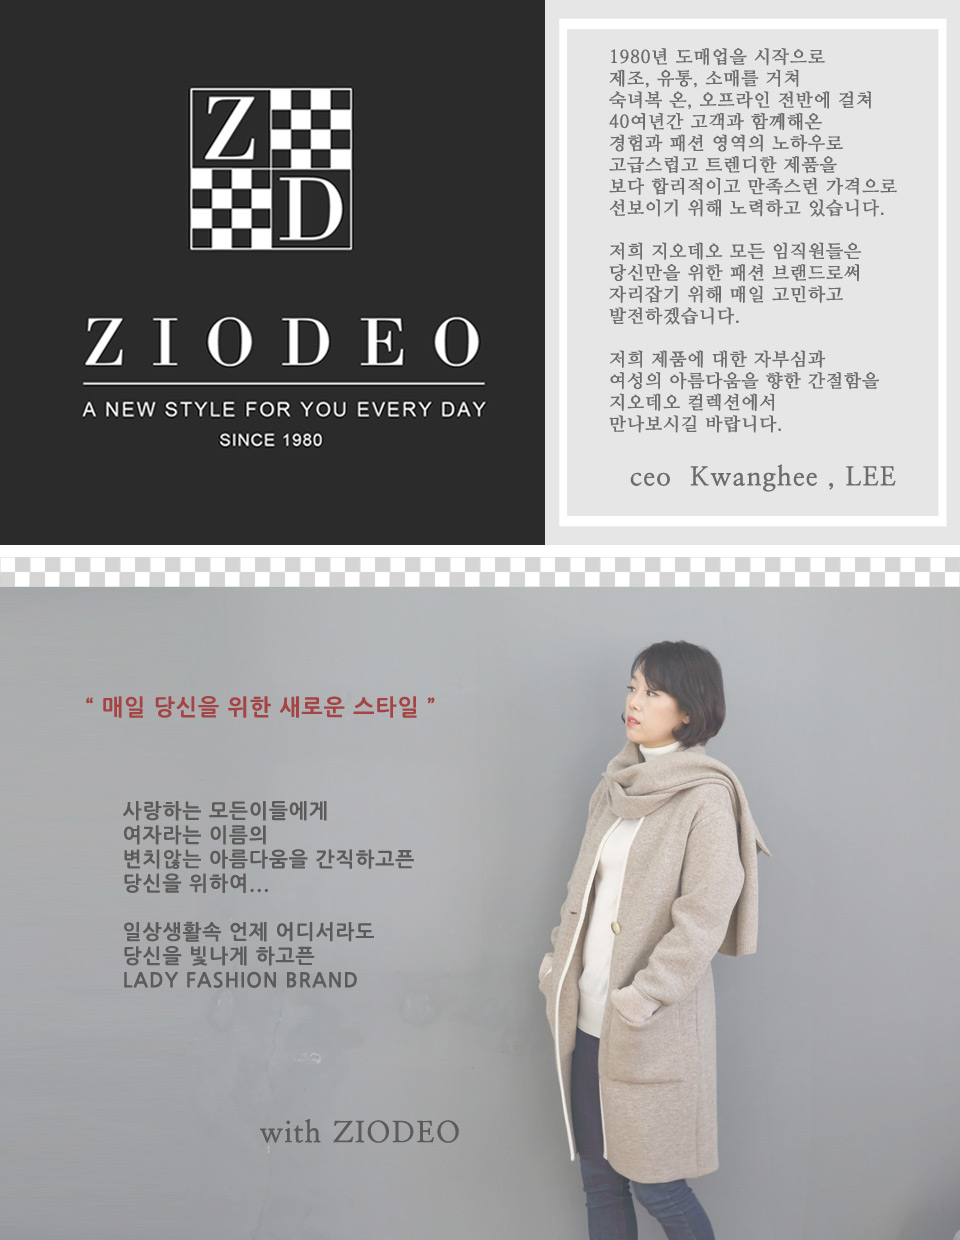 Z
D
ZIODEO
A NEW STYLE FOR YOU EVERY DAY
SINCE 1980
1980년 도매업을 시작으로
제조, 유통, 소매를 거쳐
숙녀복 온, 오프라인 전반에 걸쳐
40여년간 고객과 함께해온
경험과 패션 영역의 노하우로
고급스럽고 트렌디한 제품을
보다 합리적이고 만족스런 가격으로
선보이기 위해 노력하고 있습니다.
저희 지오데오 모든 임직원들은
당신만을 위한 패션 브랜드로써
자리잡기 위해 매일 고민하고
발전하겠습니다.
저희 제품에 대한 자부심과
여성의 아름다움을 향한 간절함을
지오데오 컬렉션에서
만나보시길 바랍니다.
ceo Kwanghee , LEE
“ 매일 당신을 위한 새로운 스타일 ”
사랑하는 모든이들에게
여자라는 이름의
변치않는 아름다움을 간직하고픈
당신을 위하여...
일상생활속 언제 어디서라도
당신을 빛나게 하고픈
LADY FASHION BRAND
with ZIODEO